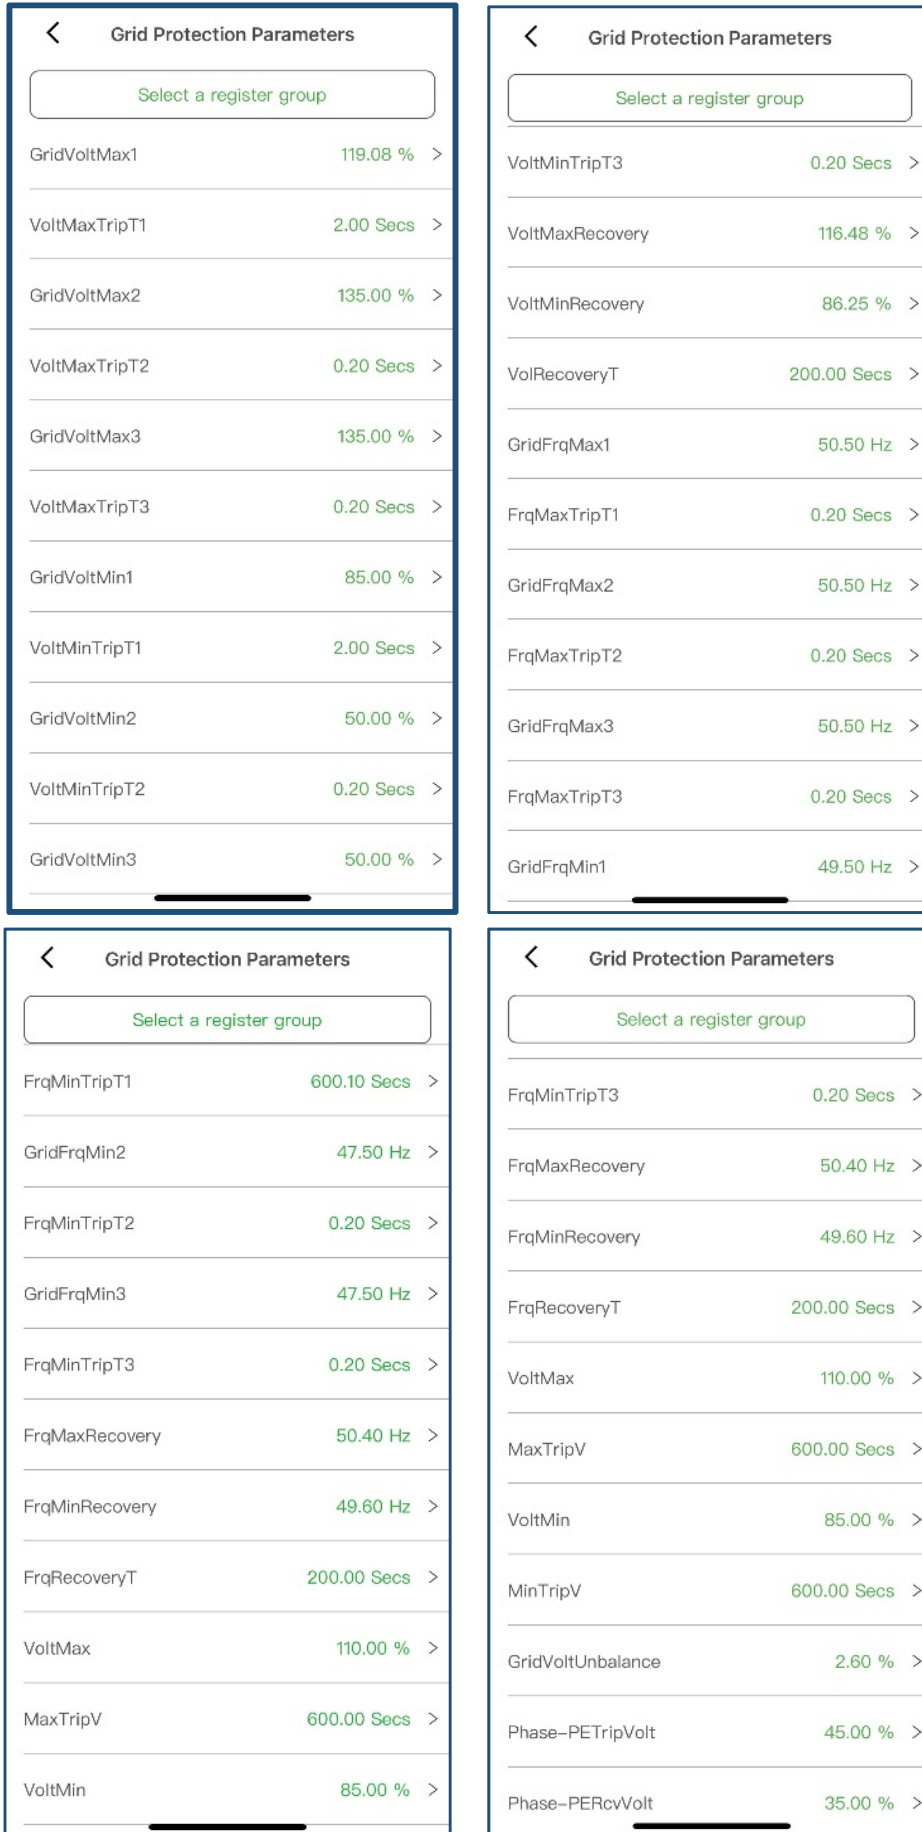 Grid Protection Parameters
Select a register group
GridVoltMax1 119.08 %
VoltMaxTripT1 2.00 Secs
GridVoltMax2 135.00 %
VoltMaxTripT2 0.20 Secs
GridVoltMax3 135.00 %
VoltMaxTripT3 0.20 Secs
GridVoltMin1 85.00 %
VoltMinTripT1 2.00 Secs
GridVoltMin2 50.00 %
VoltMinTripT2 0.20 Secs
GridVoltMin3 50.00 %
Grid Protection Parameters
Select a register group
VoltMinTripT3 0.20 Secs
VoltMaxRecovery 116.48 %
VoltMinRecovery 86.25 %
VolRecoveryT 200.00 Secs
GridFrqMax1 50.50 Hz
FrqMaxTripT1 0.20 Secs
GridFrqMax2 50.50 Hz
FrqMaxTripT2 0.20 Secs
GridFrqMax3 50.50 Hz
FrqMaxTripT3 0.20 Secs
GridFrqMin1 49.50 Hz
Grid Protection Parameters
Select a register group
FrqMinTripT1 600.10 Secs
GridFrqMin2 47.50 Hz
FrqMinTripT2 0.20 Secs
GridFrqMin3 47.50 Hz
FrqMinTripT3 0.20 Secs
FrqMaxRecovery 50.40 Hz
FrqMinRecovery 49.60 Hz
FrqRecoveryT 200.00 Secs
VoltMax 110.00 %
MaxTripV 600.00 Secs
VoltMin 85.00 %
Grid Protection Parameters
Select a register group
FrqMinTripT3 0.20 Secs
FrqMaxRecovery 50.40 Hz
FrqMinRecovery 49.60 Hz
FrqRecoveryT 200.00 Secs
VoltMax 110.00 %
MaxTripV 600.00 Secs
VoltMin 85.00 %
MinTripV 600.00 Secs
GridVoltUnbalance 2.60 %
Phase-PETripVolt 45.00 %
Phase-PERcvVolt 35.00 %